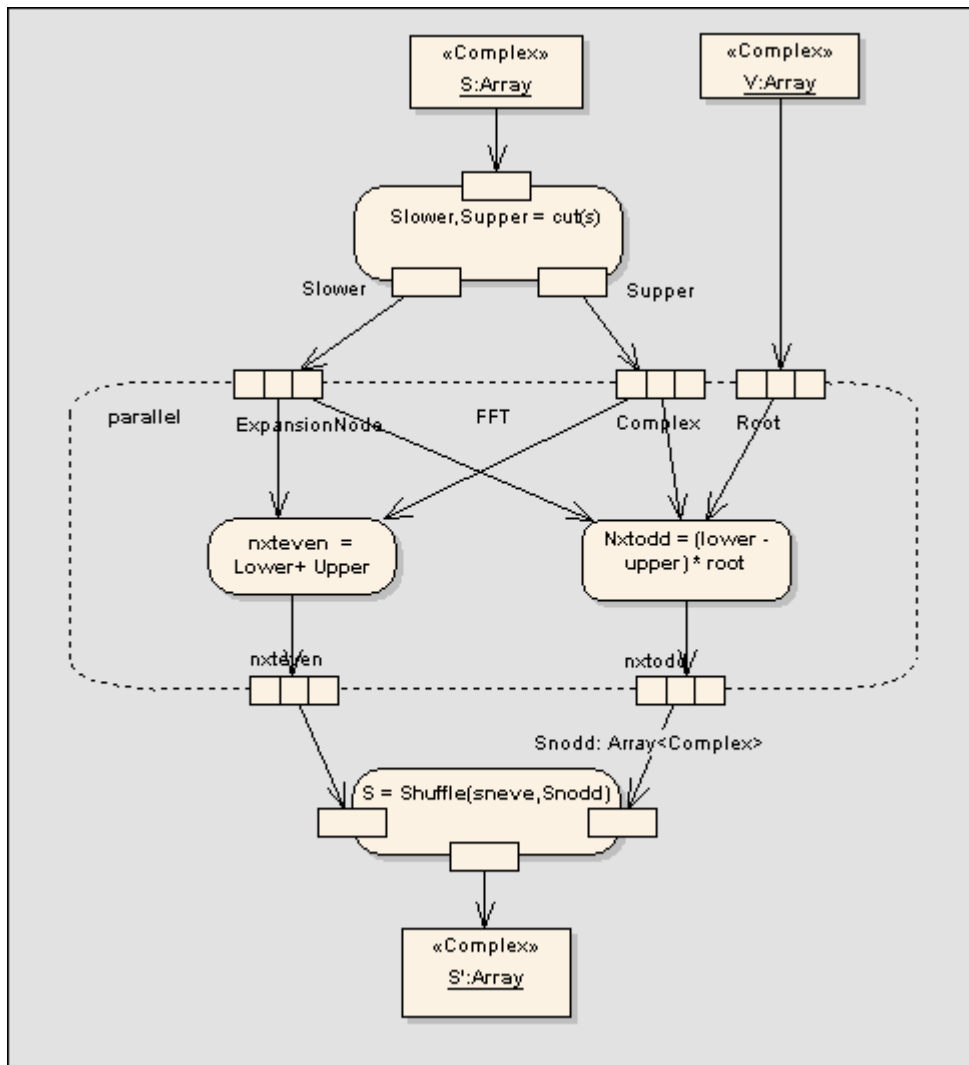 «Complex»
S:Array
«Complex»
V:Array
Slower,Supper = cut(s)
Slower
Supper
parallel
ExpansionNode
FFT
Complex
Root
nxteven =
Lower+ Upper
Nxtodd = (lower -
upper) * root
nxteven
nxtodd
Snodd: Array<Complex>
S = Shuffle(sneve,Snodd)
«Complex»
S':Array